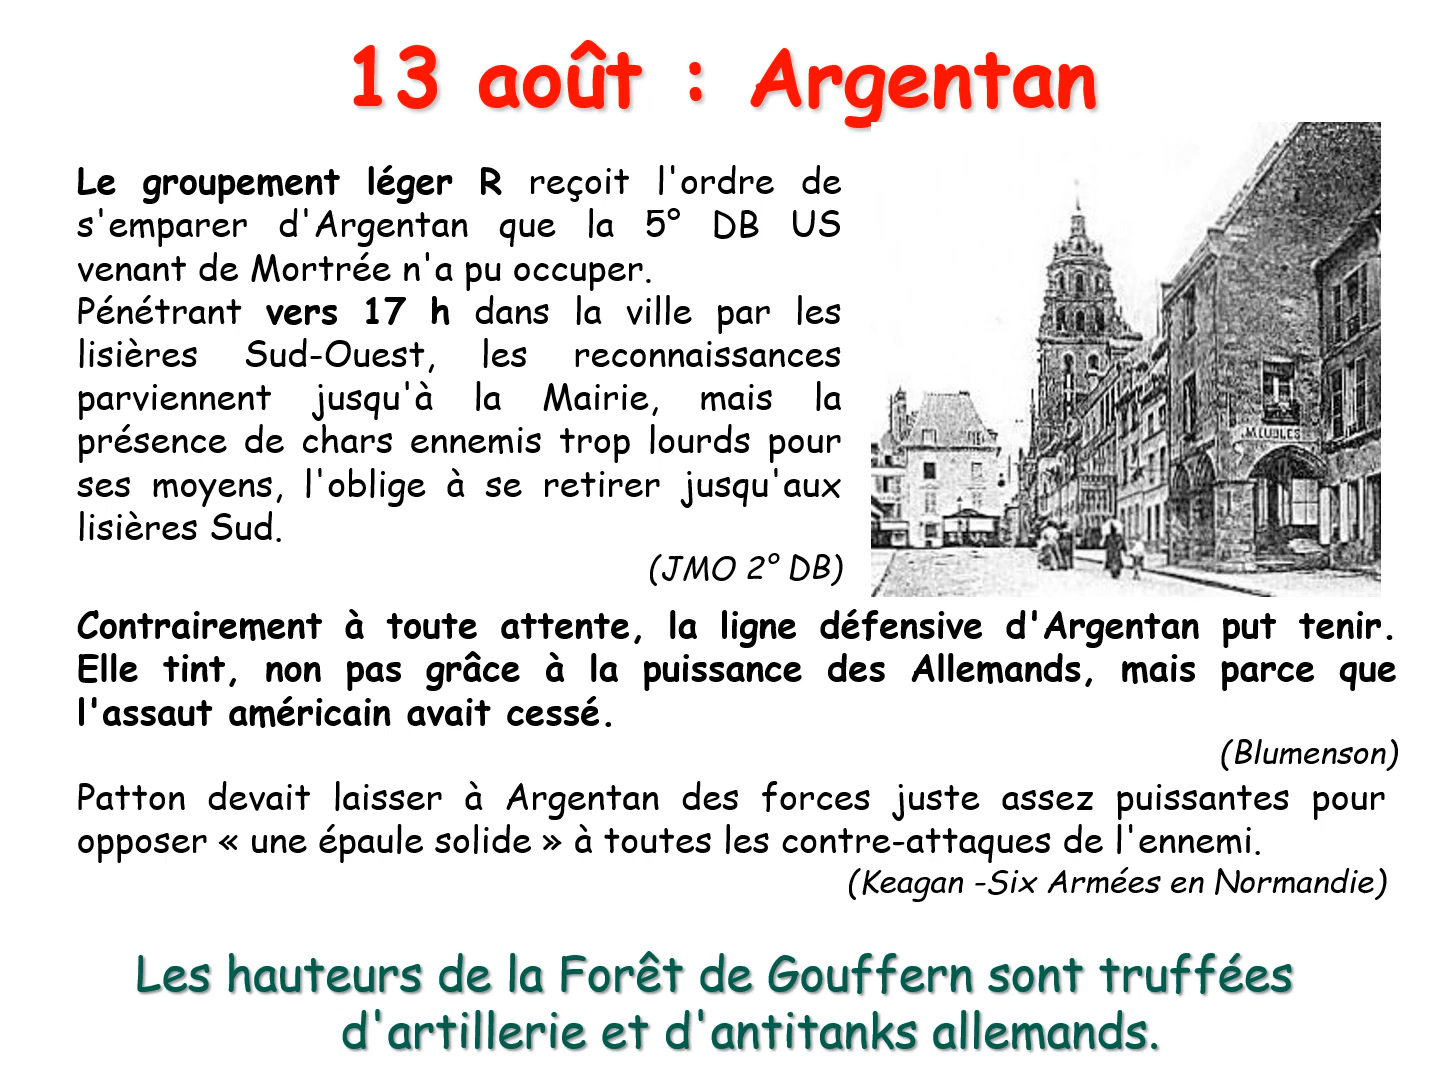 13 août : Argentan
Le groupement léger R reçoit l'ordre de
s'emparer d'Argentan que la 5° DB US
venant de Mortrée n'a pu occuper.
Pénétrant vers 17 h dans la ville par les
lisières Sud-Ouest, les reconnaissances
parviennent jusqu'à la Mairie, mais la
présence de chars ennemis trop lourds pour
ses moyens, l'oblige à se retirer jusqu'aux
lisières Sud.
(JMO 2° DB)
MEUBLES
Contrairement à toute attente, la ligne défensive d'Argentan put tenir.
Elle tint, non pas grâce à la puissance des Allemands, mais parce que
l'assaut américain avait cessé.
(Blumenson)
Patton devait laisser à Argentan des forces juste assez puissantes pour
opposer « une épaule solide » à toutes les contre-attaques de l'ennemi.
(Keagan -Six Armées en Normandie)
Les hauteurs de la Forêt de Gouffern sont truffées
d'artillerie et d'antitanks allemands.